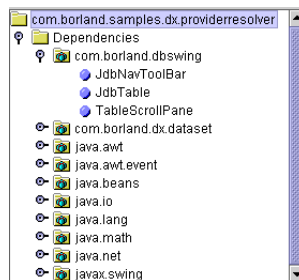 com.borland.samples.dx.providerresolver
Dependencies
com.borland.dbswing
JdbNavToolBar
JdbTable
TableScrollPane
com.borland.dx.dataset
java.awt
java.awt.event
java.beans
java.io
java.lang
java.math
java.net
javax.swing